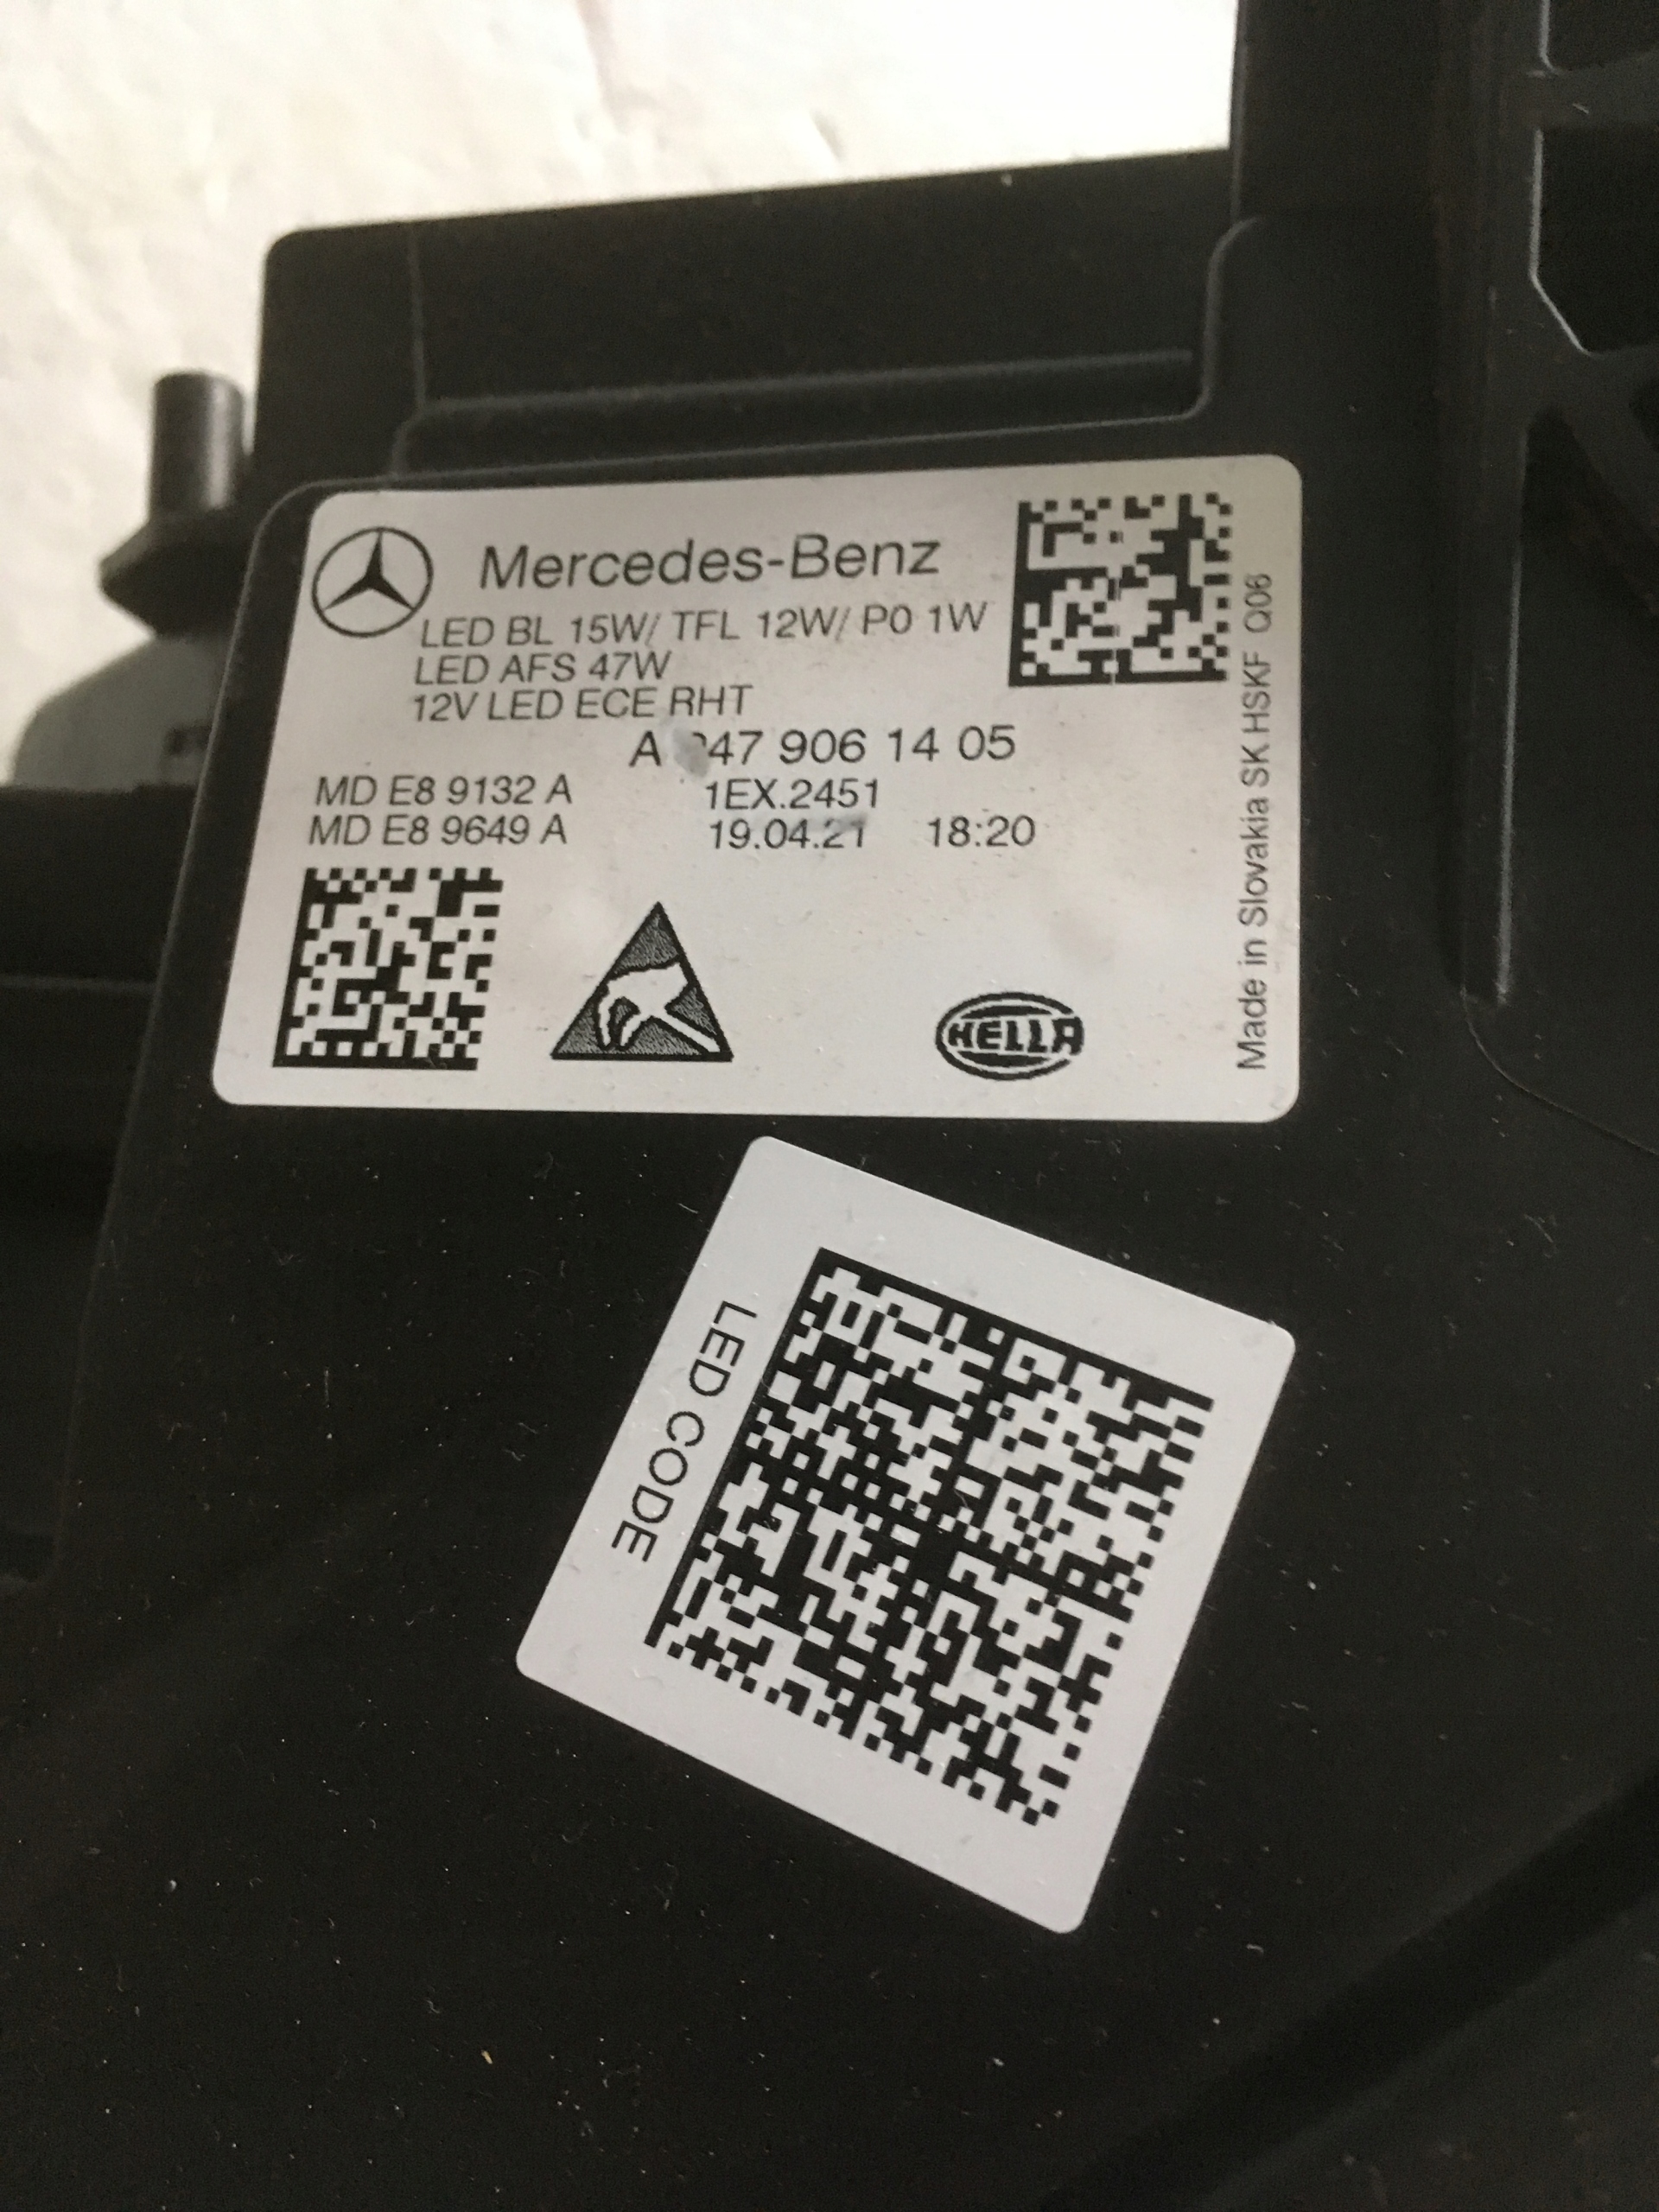 Mercedes-Benz
LED BL 15W/ TFL 12W/ P0 1W
LED AFS 47W
12V LED ECE RHT
A 47 906 14 05
MD E8 9132 A 1EX.2451
MD E8 9649 A 19.04.21 18:20
HELLA
Made in Slovakia SK HSKF Q06
LED CODE